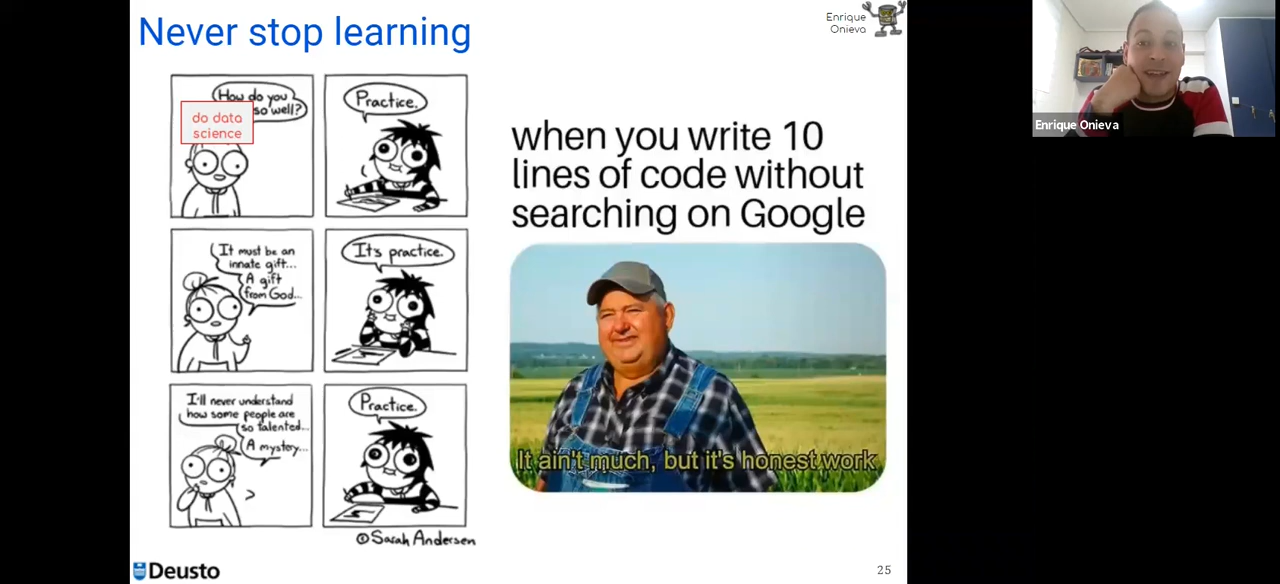 Never stop learning
Enrique
Onieva
How do you
do data
science
so well?
Practice.
It must be an
innate gift...
A gift
from God...
It's practice.
I'll never understand
how some people are
so talented...
A mystery...
Practice.
©Sarah Andersen
when you write 10
lines of code without
searching on Google
It ain't much, but it's honest work
Deusto
25
Enrique Onieva